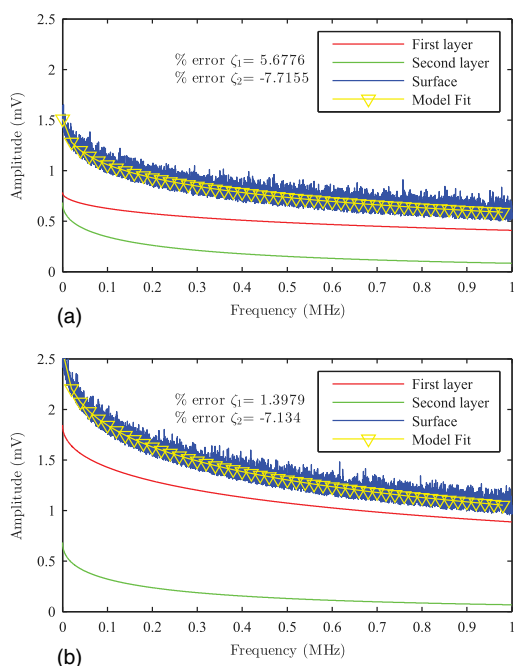 2.5
2
1.5
1
0.5
0
Amplitude (mV)
% error ζ1= 5.6776
% error ζ2= -7.7155
First layer
Second layer
Surface
Model Fit
0 0.1 0.2 0.3 0.4 0.5 0.6 0.7 0.8 0.9 1
Frequency (MHz)
(a)
2.5
2
1.5
1
0.5
0
Amplitude (mV)
% error ζ1= 1.3979
% error ζ2= -7.134
First layer
Second layer
Surface
Model Fit
0 0.1 0.2 0.3 0.4 0.5 0.6 0.7 0.8 0.9 1
Frequency (MHz)
(b)